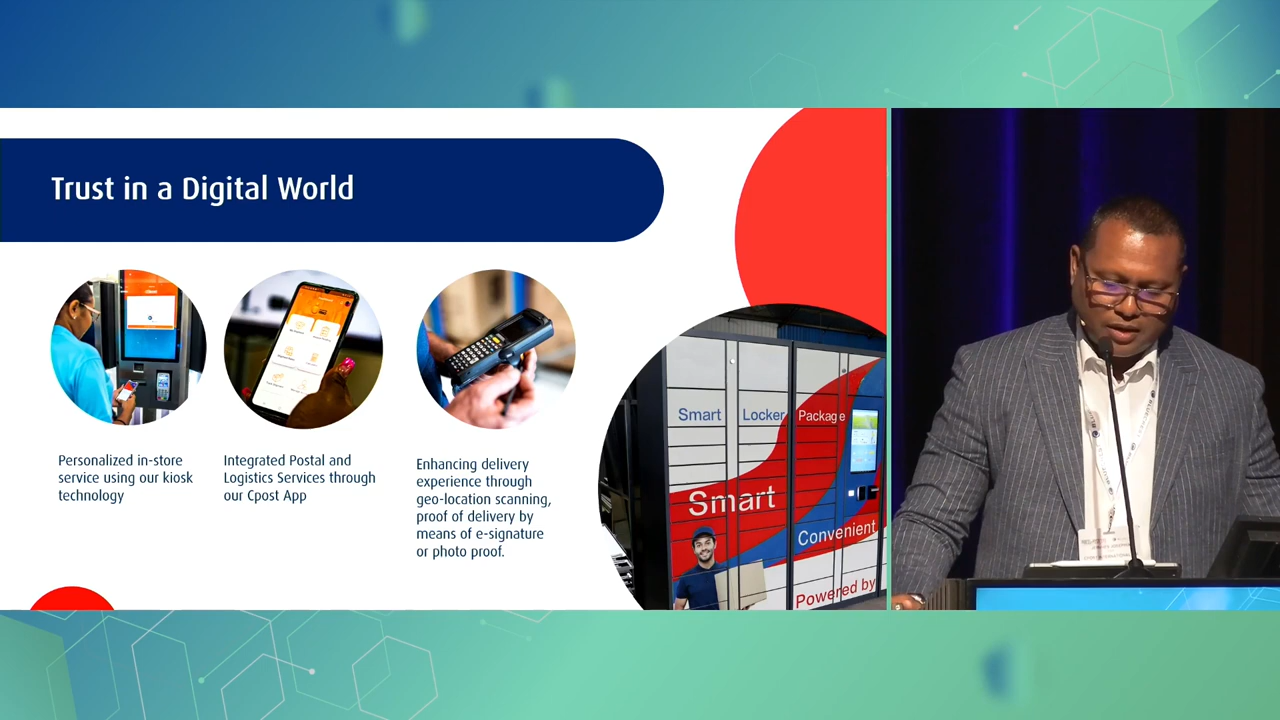 Trust in a Digital World
Personalized in-store
service using our kiosk
technology
Integrated Postal and
Logistics Services through
our Cpost App
Enhancing delivery
experience through
geo-location scanning,
proof of delivery by
means of e-signature
or photo proof.
Smart Locker Package
Smart
Convenient
Powered by